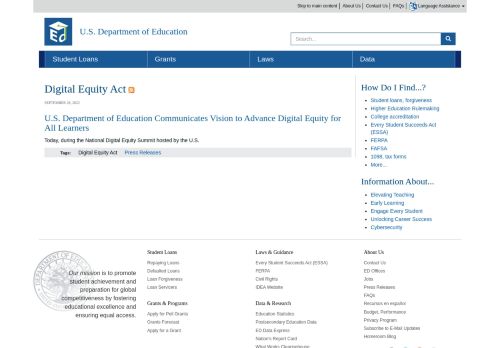 Skip to main content | About Us | Contact Us | FAQs | Language Assistance
U.S. Department of Education
Search...
Student Loans Grants Laws Data
Digital Equity Act
U.S. Department of Education Communicates Vision to Advance Digital Equity for
All Learners
Today, during the National Digital Equity Summit hosted by the U.S.
Tags: Digital Equity Act Press Releases
How Do I Find...?
Student loans, forgiveness
Higher Education Rulemaking
College accreditation
Every Student Succeeds Act
(ESSA)
FERPA
FAFSA
1098, tax forms
More...
Information About...
Elevating Teaching
Early Learning
Engage Every Student
Unlocking Career Success
Cybersecurity
Our mission is to promote
student achievement and
preparation for global
competitiveness by fostering
educational excellence and
ensuring equal access.
Student Loans
Repaying Loans
Defaulted Loans
Loan Forgiveness
Loan Servicers
Grants & Programs
Apply for Pell Grants
Grants Forecast
Apply for a Grant
Laws & Guidance
Every Student Succeeds Act (ESSA)
FERPA
Civil Rights
IDEA Website
Data & Research
Education Statistics
Postsecondary Education Data
ED Data Express
Nation's Report Card
What Works Clearinghouse
About Us
Contact Us
ED Offices
Jobs
Press Releases
FAQs
Recursos en español
Budget, Performance
Privacy Program
Subscribe to E-Mail Updates
Homeroom Blog